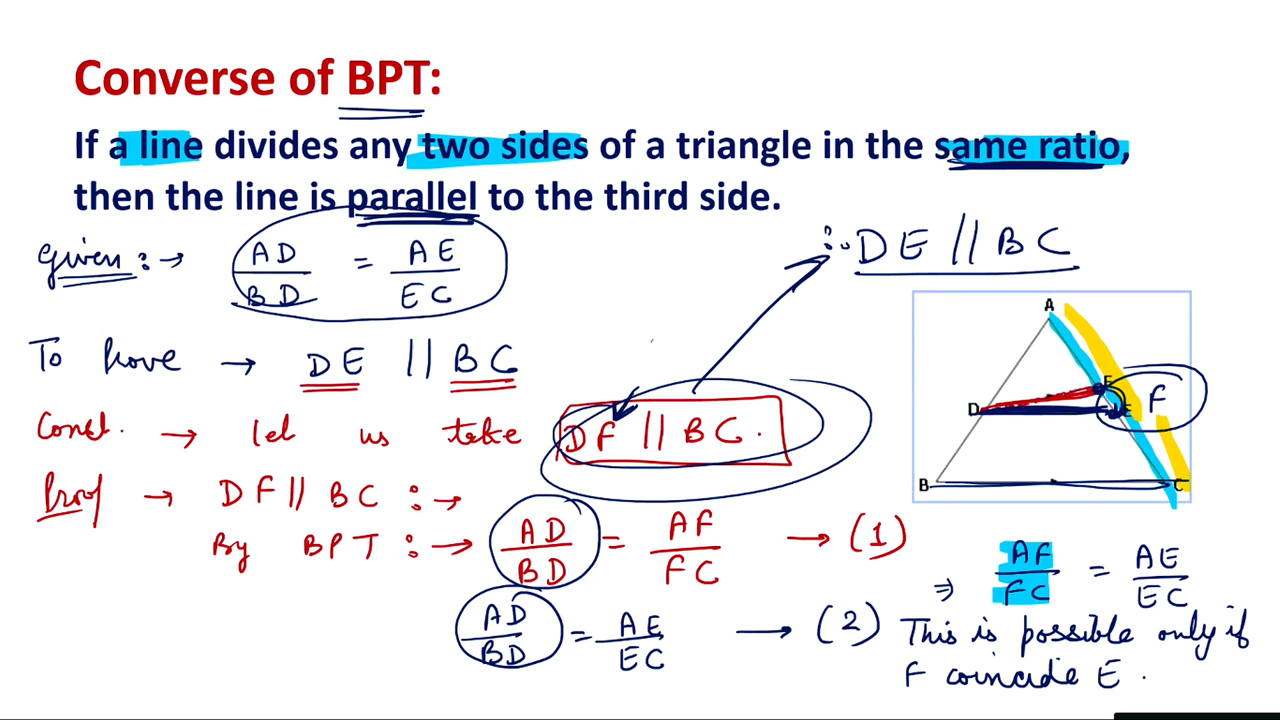 Converse of BPT:
If a line divides any two sides of a triangle in the same ratio,
then the line is parallel to the third side.
Given :→ AD/BD = AE/EC
∴ DE // BC
To prove → DE // BC
Const. → let us take DF // BC.
Proof → DF // BC :→
By BPT :→ AD/BD = AF/FC → (1)
AD/BD = AE/EC → (2)
⇒ AF/FC = AE/EC
This is possible only if
F coincide E.
A
F
D
E
F
B
C